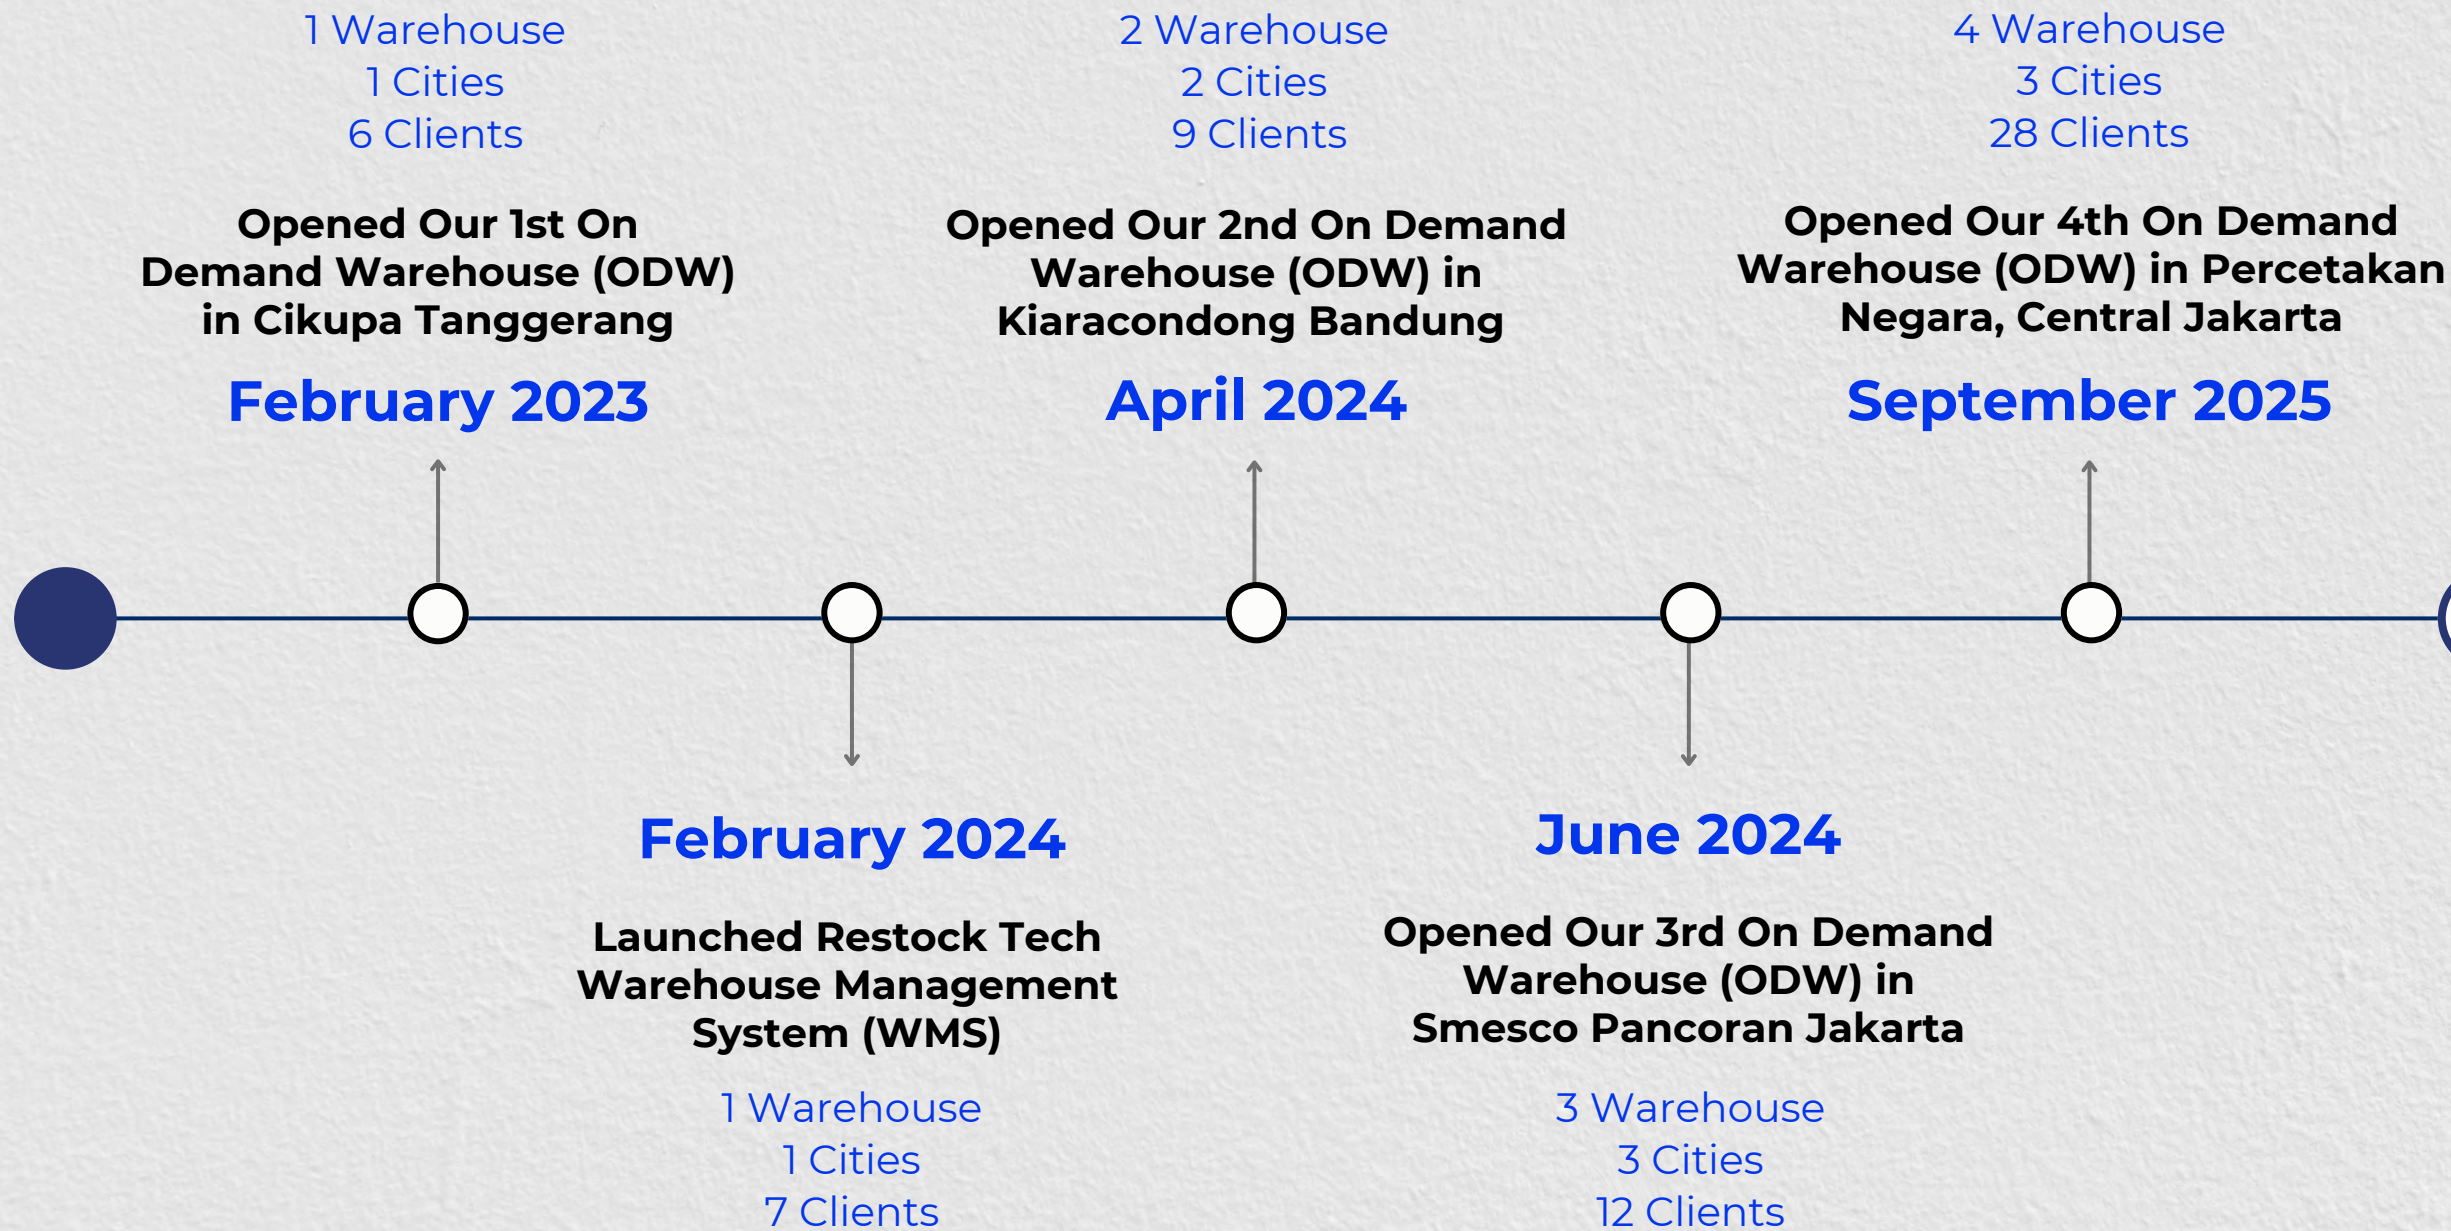 1 Warehouse
1 Cities
6 Clients
Opened Our 1st On
Demand Warehouse (ODW)
in Cikupa Tanggerang
February 2023
2 Warehouse
2 Cities
9 Clients
Opened Our 2nd On Demand
Warehouse (ODW) in
Kiaracondong Bandung
April 2024
4 Warehouse
3 Cities
28 Clients
Opened Our 4th On Demand
Warehouse (ODW) in Percetakan
Negara, Central Jakarta
September 2025
February 2024
Launched Restock Tech
Warehouse Management
System (WMS)
1 Warehouse
1 Cities
7 Clients
June 2024
Opened Our 3rd On Demand
Warehouse (ODW) in
Smesco Pancoran Jakarta
3 Warehouse
3 Cities
12 Clients